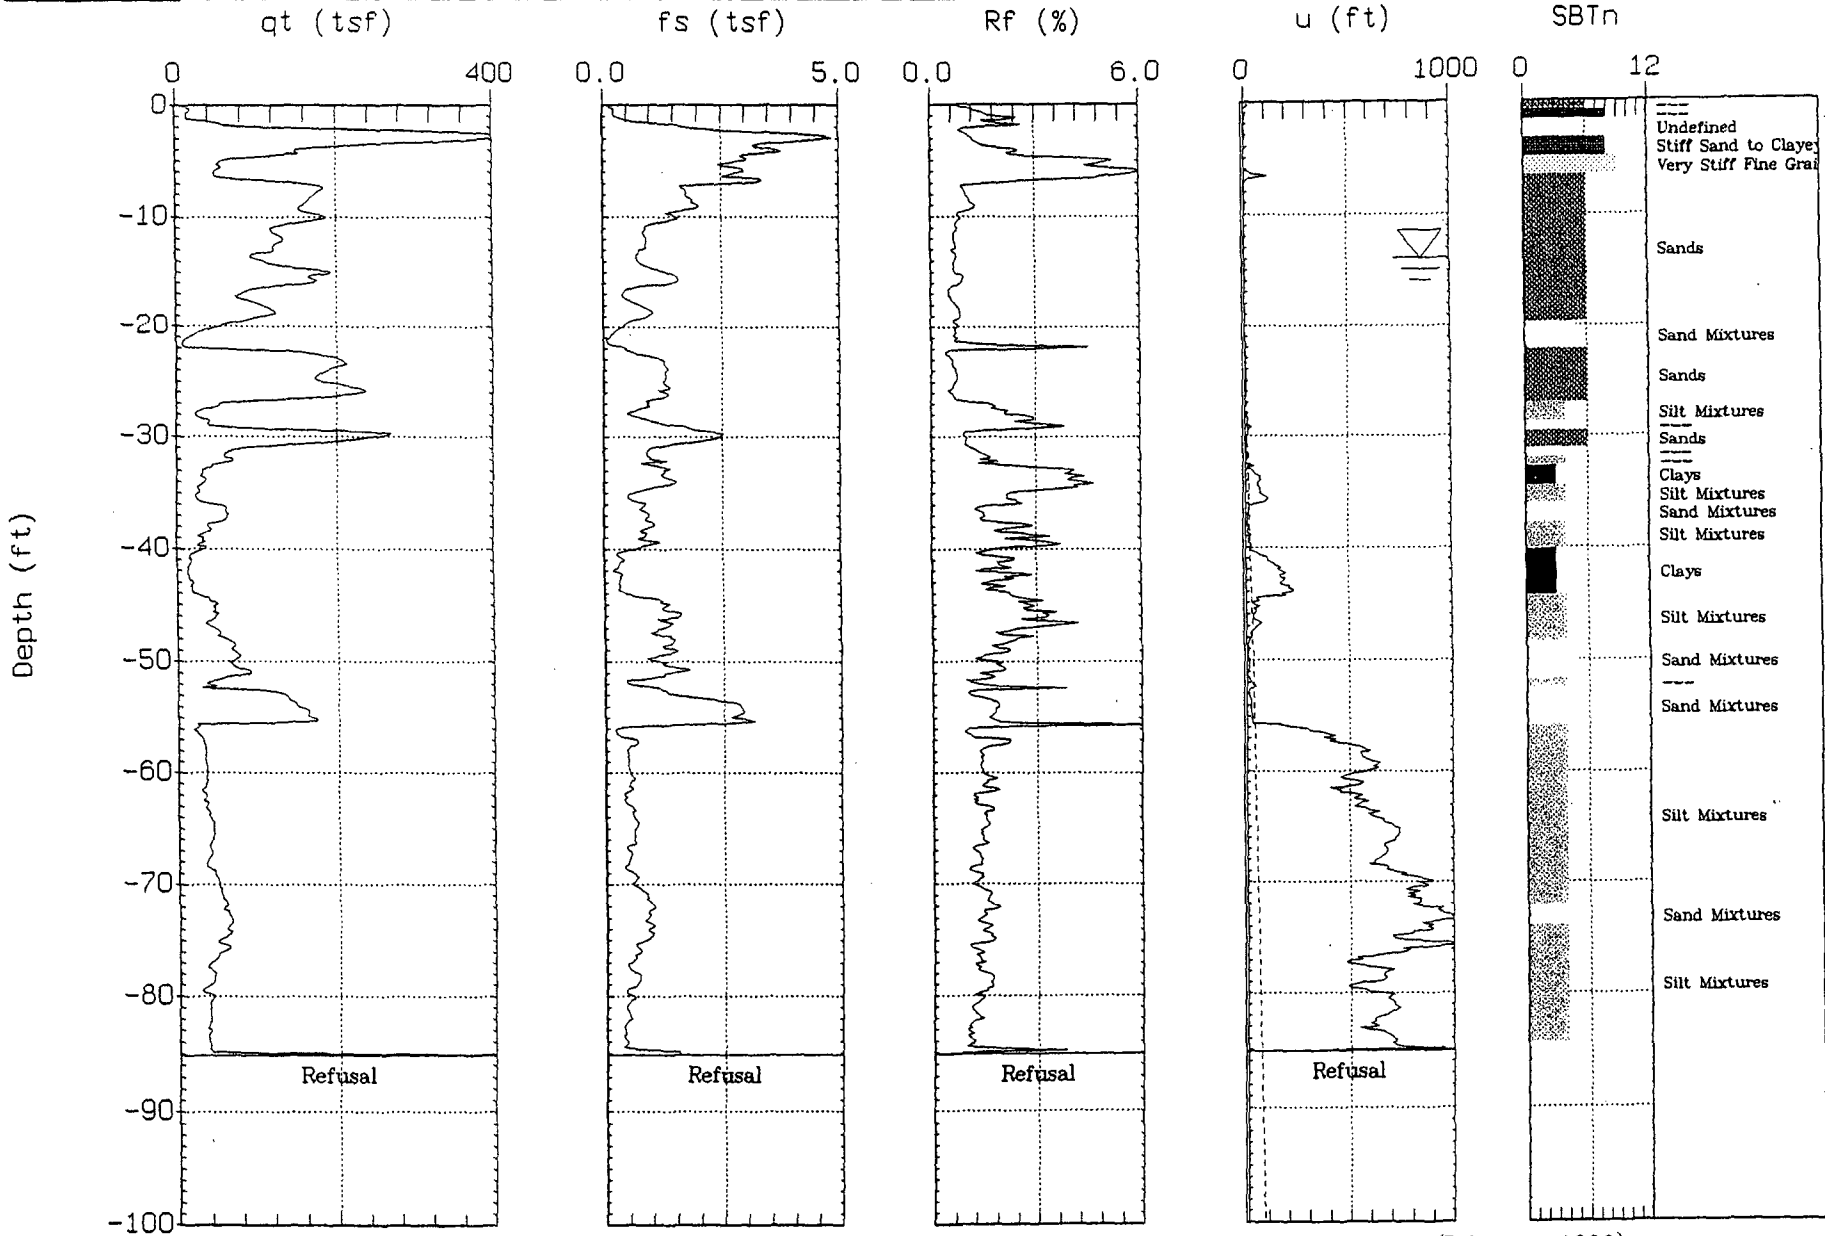 qt (tsf)
fs (tsf)
Rf (%)
u (ft)
SBTn
0 400
0.0 5.0
0.0 6.0
0 1000
0 12
Depth (ft)
0
-10
-20
-30
-40
-50
-60
-70
-80
-90
-100
Refusal
Refusal
Refusal
Refusal
Undefined
Stiff Sand to Claye
Very Stiff Fine Grai
Sands
Sand Mixtures
Sands
Silt Mixtures
Sands
Clays
Silt Mixtures
Sand Mixtures
Silt Mixtures
Clays
Silt Mixtures
Sand Mixtures
Sand Mixtures
Silt Mixtures
Sand Mixtures
Silt Mixtures